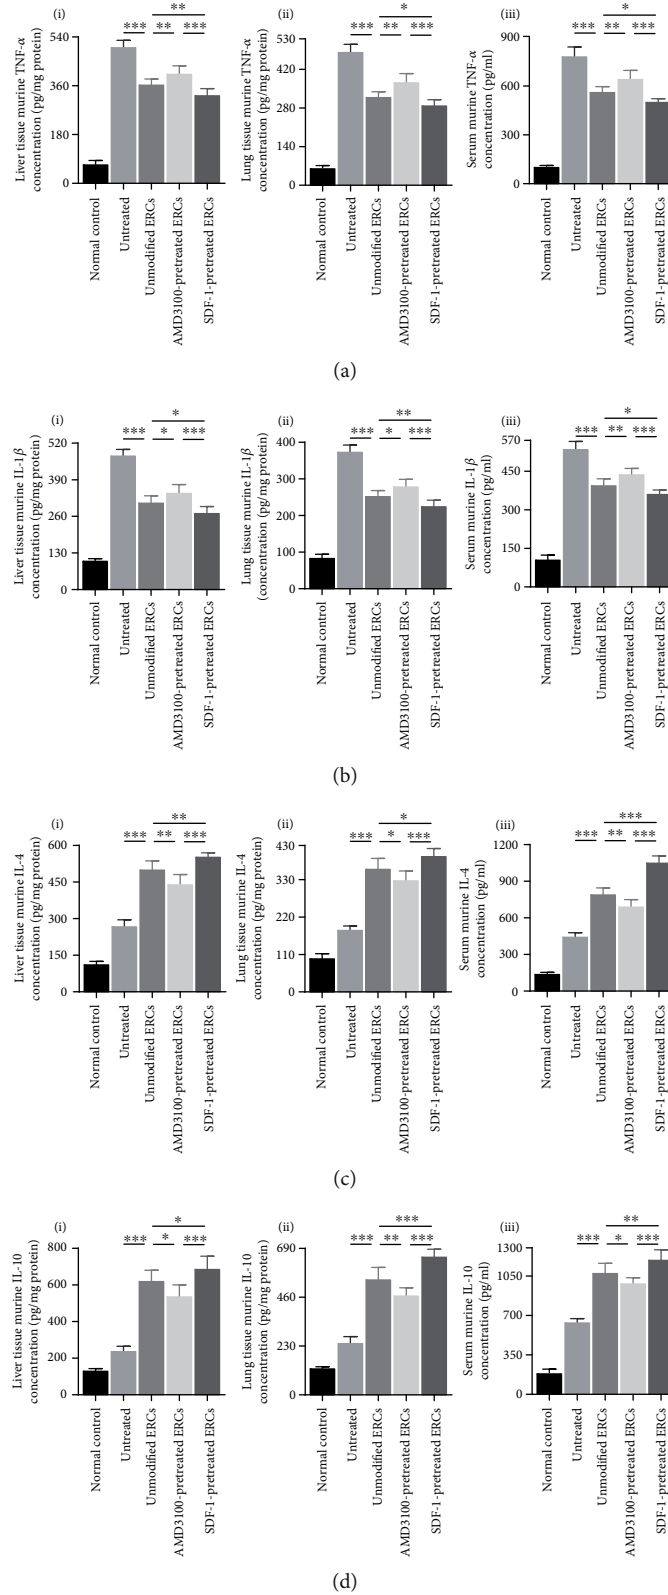 (i)
Liver tissue murine TNF-α
concentration (pg/mg protein)
540
360
180
0
**
*** ** ***
Normal control
Untreated
Unmodified ERCs
AMD3100-pretreated ERCs
SDF-1-pretreated ERCs
(ii)
Lung tissue murine TNF-α
concentration (pg/mg protein)
530
420
280
140
0
*
*** ** ***
Normal control
Untreated
Unmodified ERCs
AMD3100-pretreated ERCs
SDF-1-pretreated ERCs
(iii)
Serum murine TNF-α
concentration (pg/ml)
900
600
300
0
*
*** ** ***
Normal control
Untreated
Unmodified ERCs
AMD3100-pretreated ERCs
SDF-1-pretreated ERCs
(a)
(i)
Liver tissue murine IL-1β
concentration (pg/mg protein)
520
390
260
130
0
*
*** * ***
Normal control
Untreated
Unmodified ERCs
AMD3100-pretreated ERCs
SDF-1-pretreated ERCs
(ii)
Lung tissue murine IL-1β
(concentration (pg/mg protein)
400
300
200
100
0
**
*** * ***
Normal control
Untreated
Unmodified ERCs
AMD3100-pretreated ERCs
SDF-1-pretreated ERCs
(iii)
Serum murine IL-1β
concentration (pg/ml)
570
450
300
150
0
*
*** ** ***
Normal control
Untreated
Unmodified ERCs
AMD3100-pretreated ERCs
SDF-1-pretreated ERCs
(b)
(i)
Liver tissue murine IL-4
concentration (pg/mg protein)
600
450
300
150
0
**
*** ** ***
Normal control
Untreated
Unmodified ERCs
AMD3100-pretreated ERCs
SDF-1-pretreated ERCs
(ii)
Lung tissue murine IL-4
concentration (pg/mg protein)
430
330
220
110
0
*
*** * ***
Normal control
Untreated
Unmodified ERCs
AMD3100-pretreated ERCs
SDF-1-pretreated ERCs
(iii)
Serum murine IL-4
concentration (pg/ml)
1200
900
600
300
0
***
*** ** ***
Normal control
Untreated
Unmodified ERCs
AMD3100-pretreated ERCs
SDF-1-pretreated ERCs
(c)
(i)
Liver tissue murine IL-10
concentration (pg/mg protein)
800
600
400
200
0
*
*** * ***
Normal control
Untreated
Unmodified ERCs
AMD3100-pretreated ERCs
SDF-1-pretreated ERCs
(ii)
Lung tissue murine IL-10
concentration (pg/mg protein)
690
460
230
0
***
*** ** ***
Normal control
Untreated
Unmodified ERCs
AMD3100-pretreated ERCs
SDF-1-pretreated ERCs
(iii)
Serum murine IL-10
concentration (pg/ml)
1300
1050
700
350
0
**
*** * ***
Normal control
Untreated
Unmodified ERCs
AMD3100-pretreated ERCs
SDF-1-pretreated ERCs
(d)